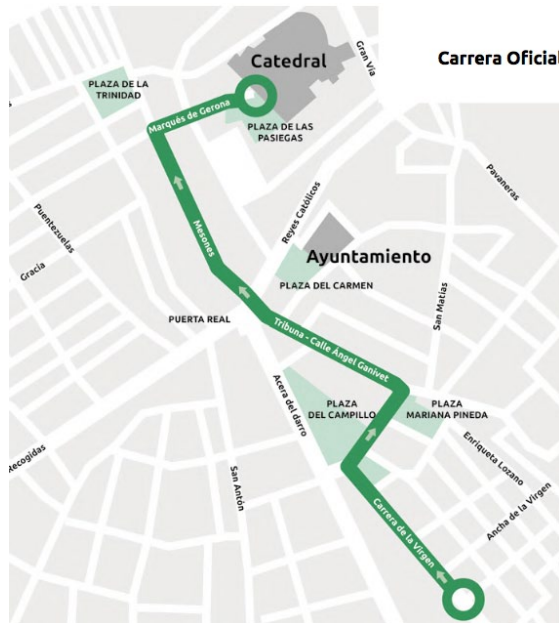 Carrera Oficial
Gran Vía
Catedral
PLAZA DE LA
TRINIDAD
Marqués de Gerona
PLAZA DE LAS
PASIEGAS
Pavaneras
Puentezuelas
Reyes Católicos
Mesones
Gracía
Ayuntamiento
PLAZA DEL CARMEN
San Matías
PUERTA REAL
Tribuna - Calle Ángel Ganivet
Acera del darro
PLAZA
DEL CAMPILLO
PLAZA
MARIANA PINEDA
Recogidas
San Antón
Enriqueta Lozano
Ancha de la Virgen
Carrera de la Virgen